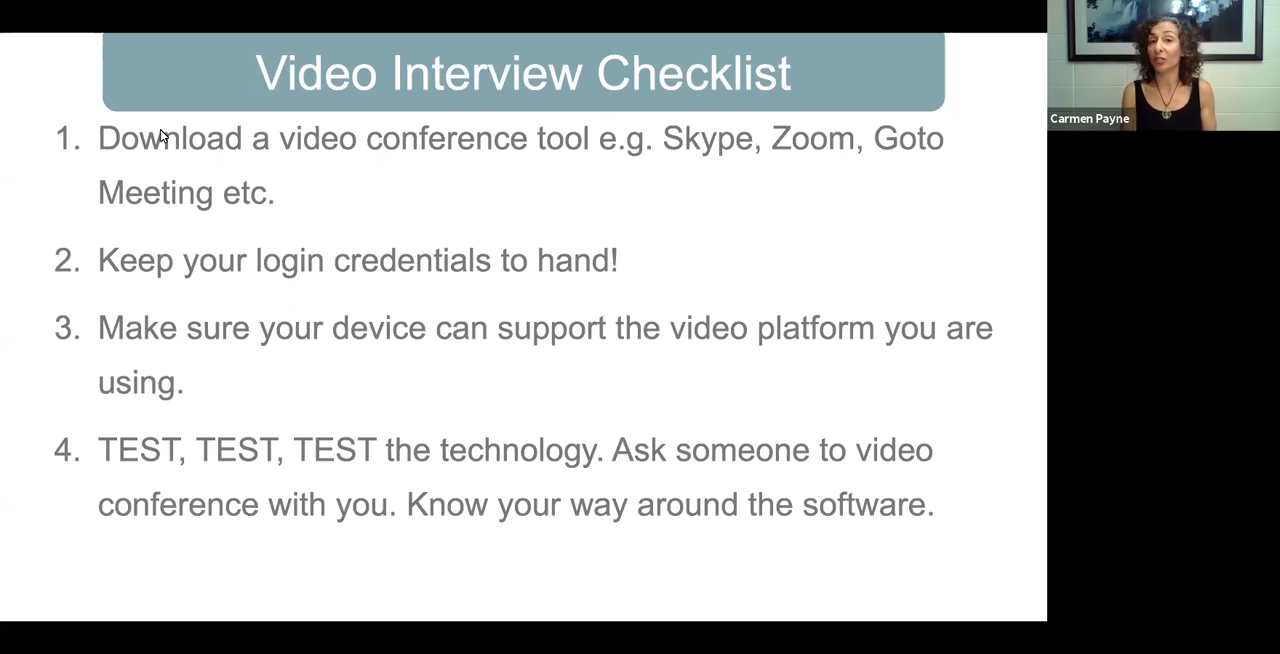 Video Interview Checklist
1. Download a video conference tool e.g. Skype, Zoom, Goto
Meeting etc.
2. Keep your login credentials to hand!
3. Make sure your device can support the video platform you are
using.
4. TEST, TEST, TEST the technology. Ask someone to video
conference with you. Know your way around the software.
Carmen Payne